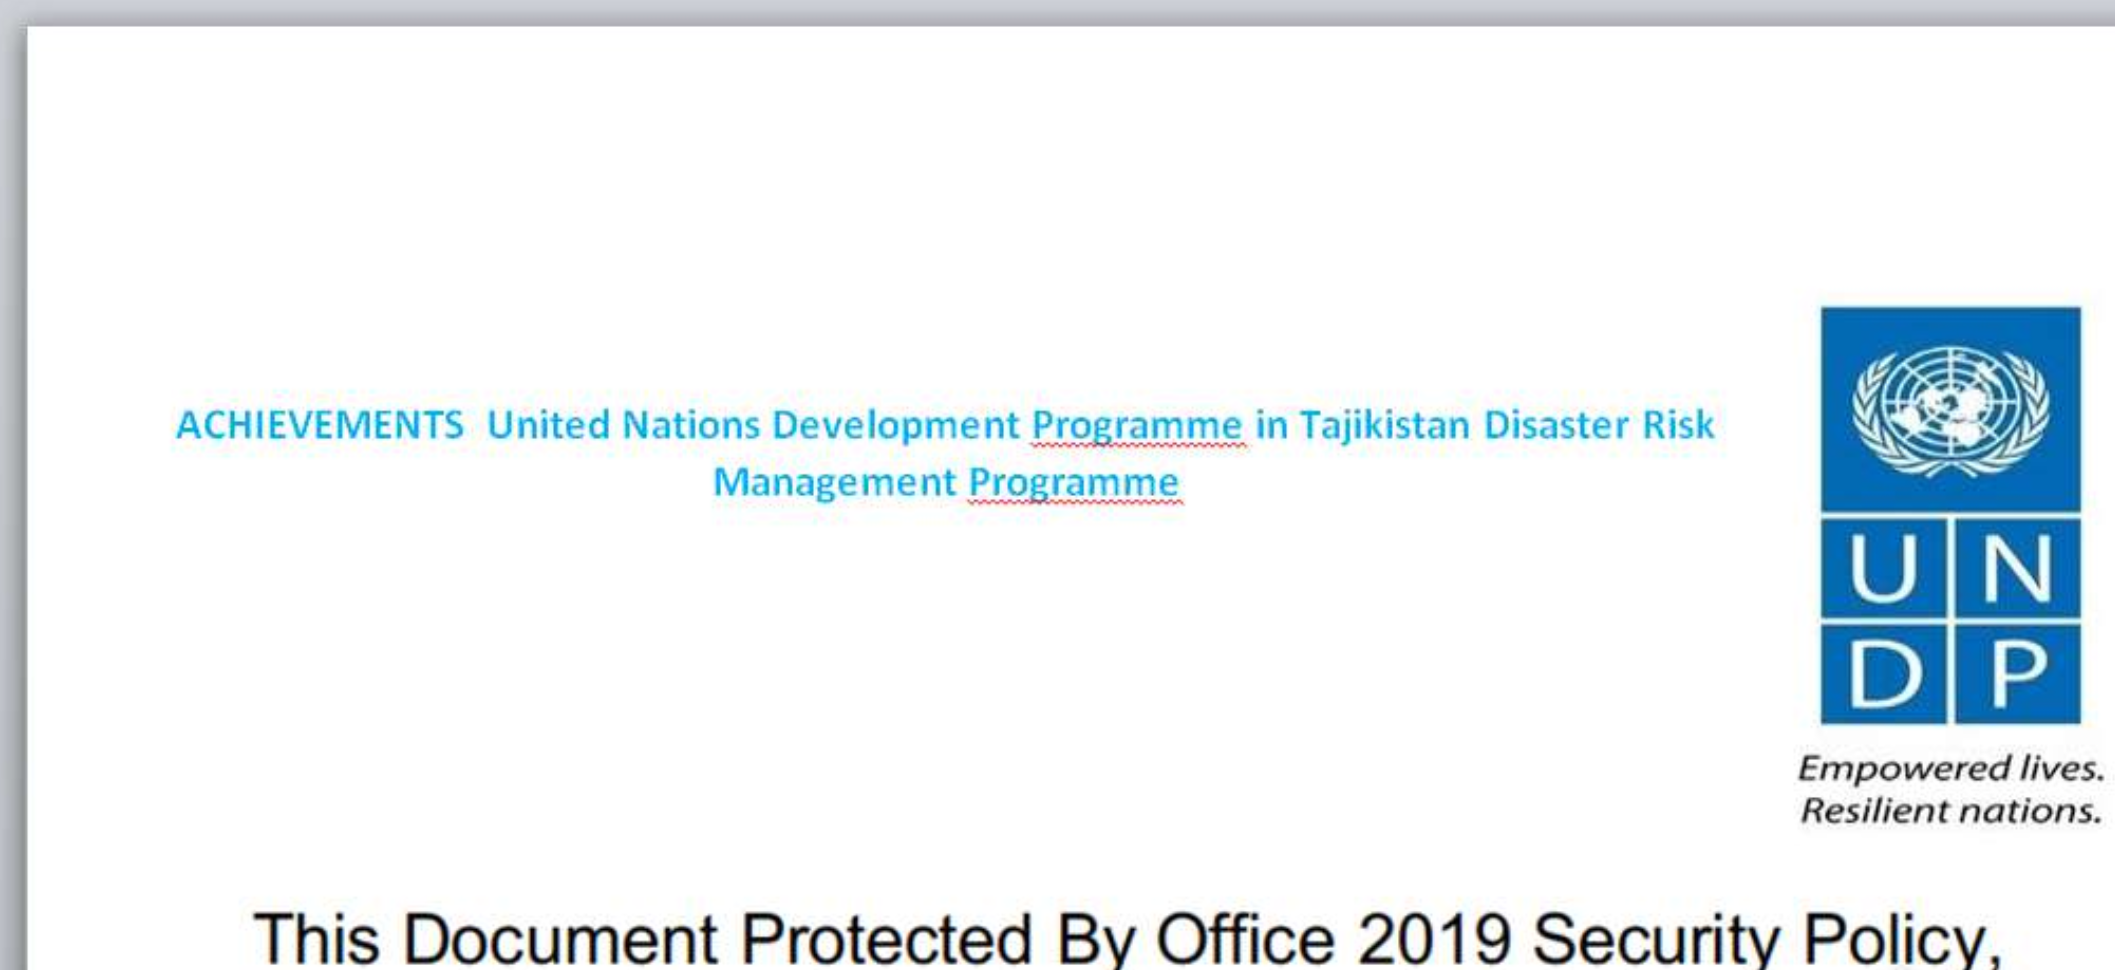 ACHIEVEMENTS  United Nations Development Programme in Tajikistan Disaster Risk
Management Programme
U N
D P
Empowered lives.
Resilient nations.
This Document Protected By Office 2019 Security Policy,